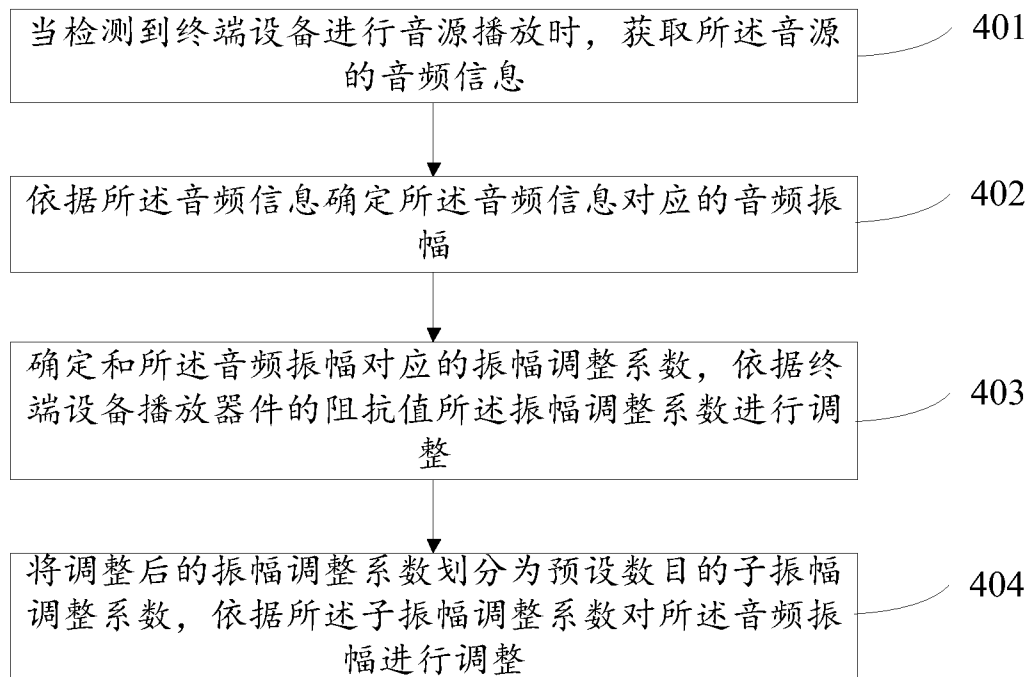 当检测到终端设备进行音源播放时，获取所述音源
的音频信息
401
依据所述音频信息确定所述音频信息对应的音频振
幅
402
确定和所述音频振幅对应的振幅调整系数，依据终
端设备播放器件的阻抗值所述振幅调整系数进行调
整
403
将调整后的振幅调整系数划分为预设数目的子振幅
调整系数，依据所述子振幅调整系数对所述音频振
幅进行调整
404